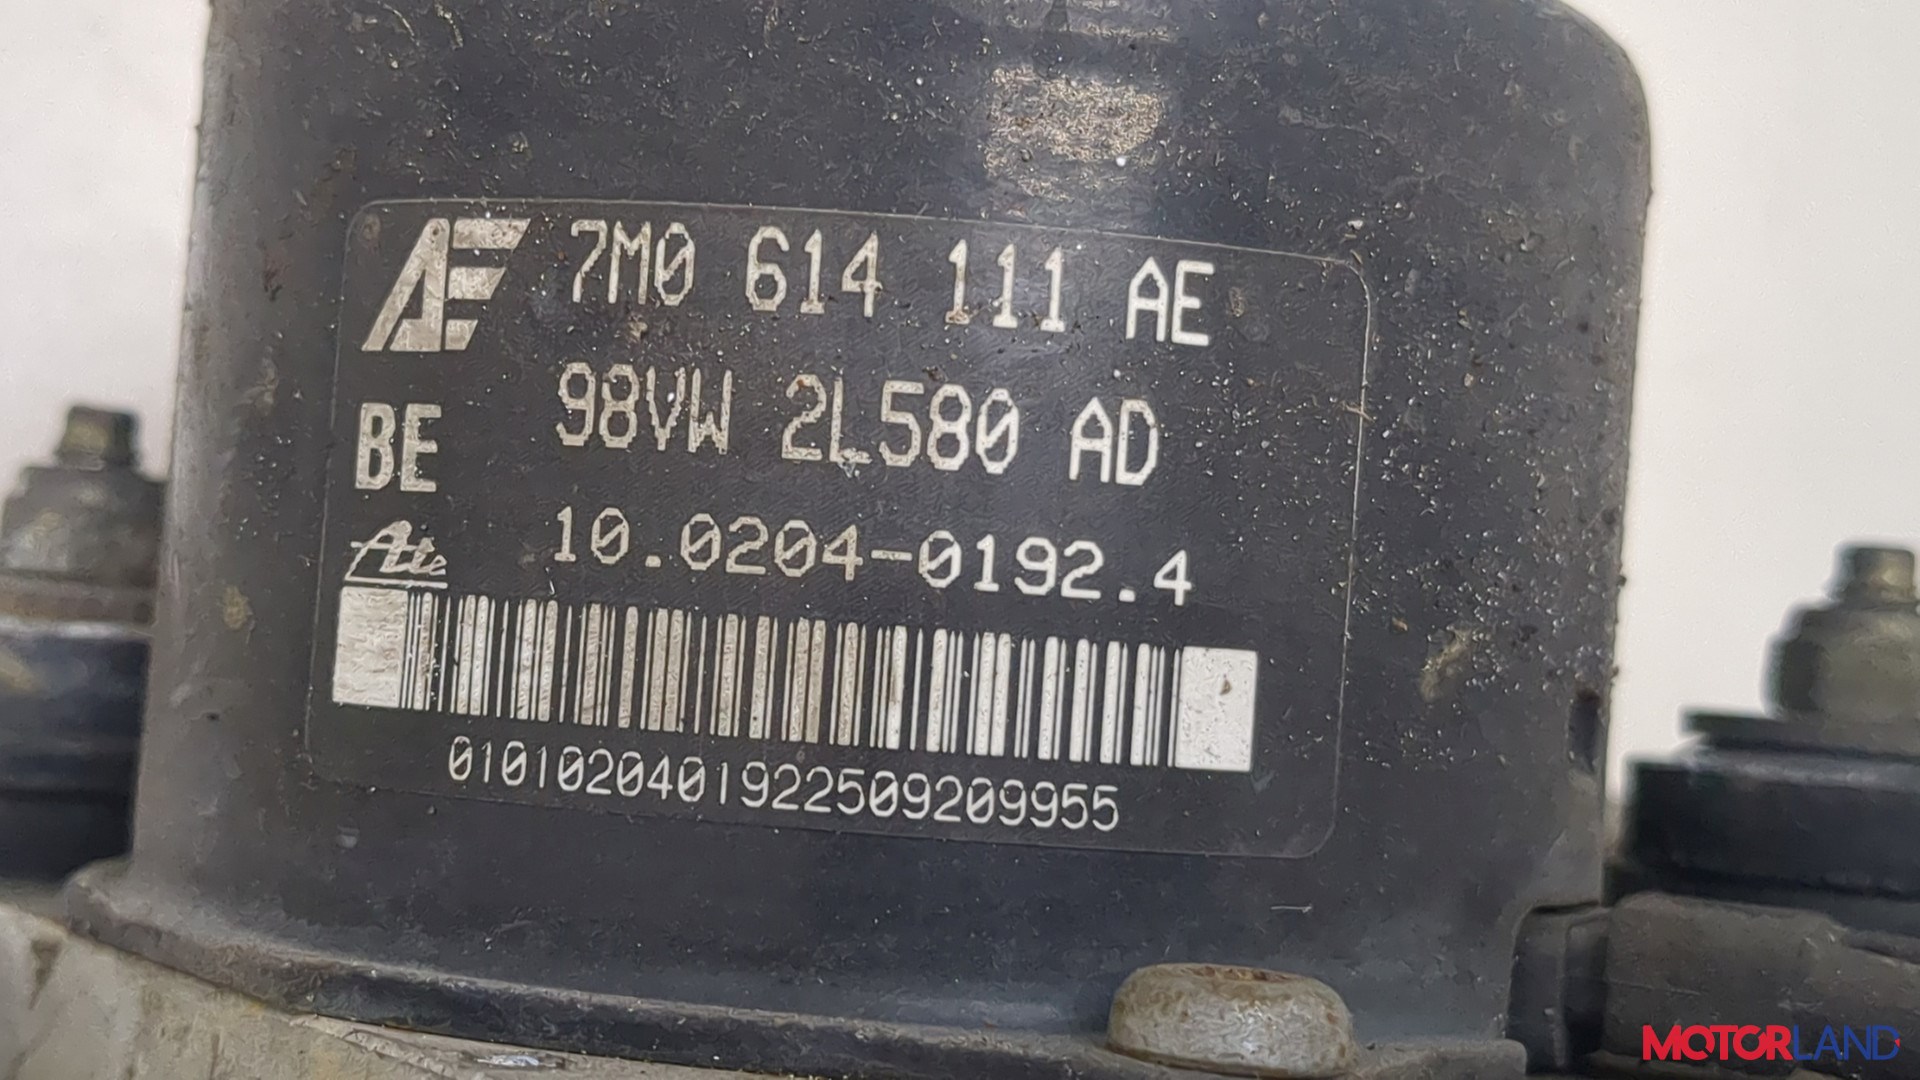 AE 7M0 614 111 AE
BE 98VW 2L580 AD
Ate 10.0204-0192.4
0101020401922509209955
MOTORLAND